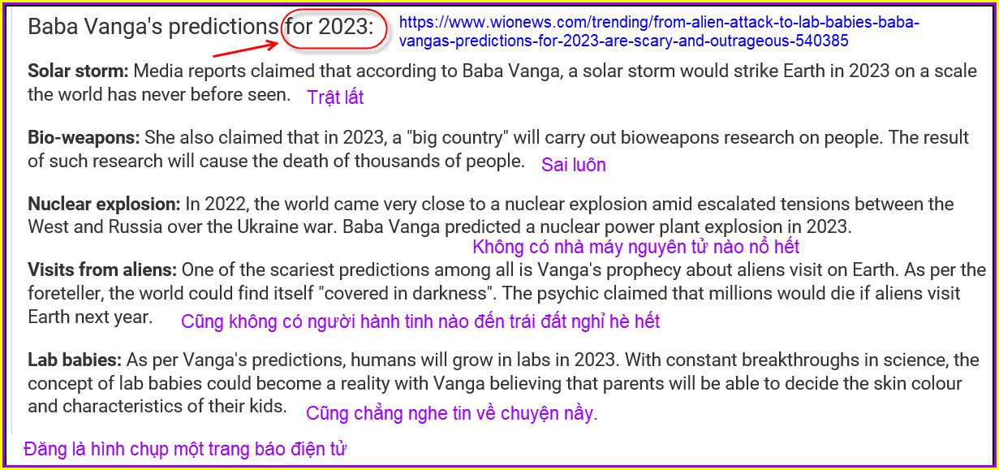 Baba Vanga's predictions for 2023:
https://www.wionews.com/trending/from-alien-attack-to-lab-babies-baba-
vangas-predictions-for-2023-are-scary-and-outrageous-540385
Solar storm: Media reports claimed that according to Baba Vanga, a solar storm would strike Earth in 2023 on a scale
the world has never before seen.
Trật lất
Bio-weapons: She also claimed that in 2023, a "big country" will carry out bioweapons research on people. The result
of such research will cause the death of thousands of people.
Sai luôn
Nuclear explosion: In 2022, the world came very close to a nuclear explosion amid escalated tensions between the
West and Russia over the Ukraine war. Baba Vanga predicted a nuclear power plant explosion in 2023.
Không có nhà máy nguyên tử nào nổ hết
Visits from aliens: One of the scariest predictions among all is Vanga's prophecy about aliens visit on Earth. As per the
foreteller, the world could find itself "covered in darkness". The psychic claimed that millions would die if aliens visit
Earth next year.
Cũng không có người hành tinh nào đến trái đất nghỉ hè hết
Lab babies: As per Vanga's predictions, humans will grow in labs in 2023. With constant breakthroughs in science, the
concept of lab babies could become a reality with Vanga believing that parents will be able to decide the skin colour
and characteristics of their kids.
Cũng chẳng nghe tin về chuyện nầy.
Đăng là hình chụp một trang báo điện tử